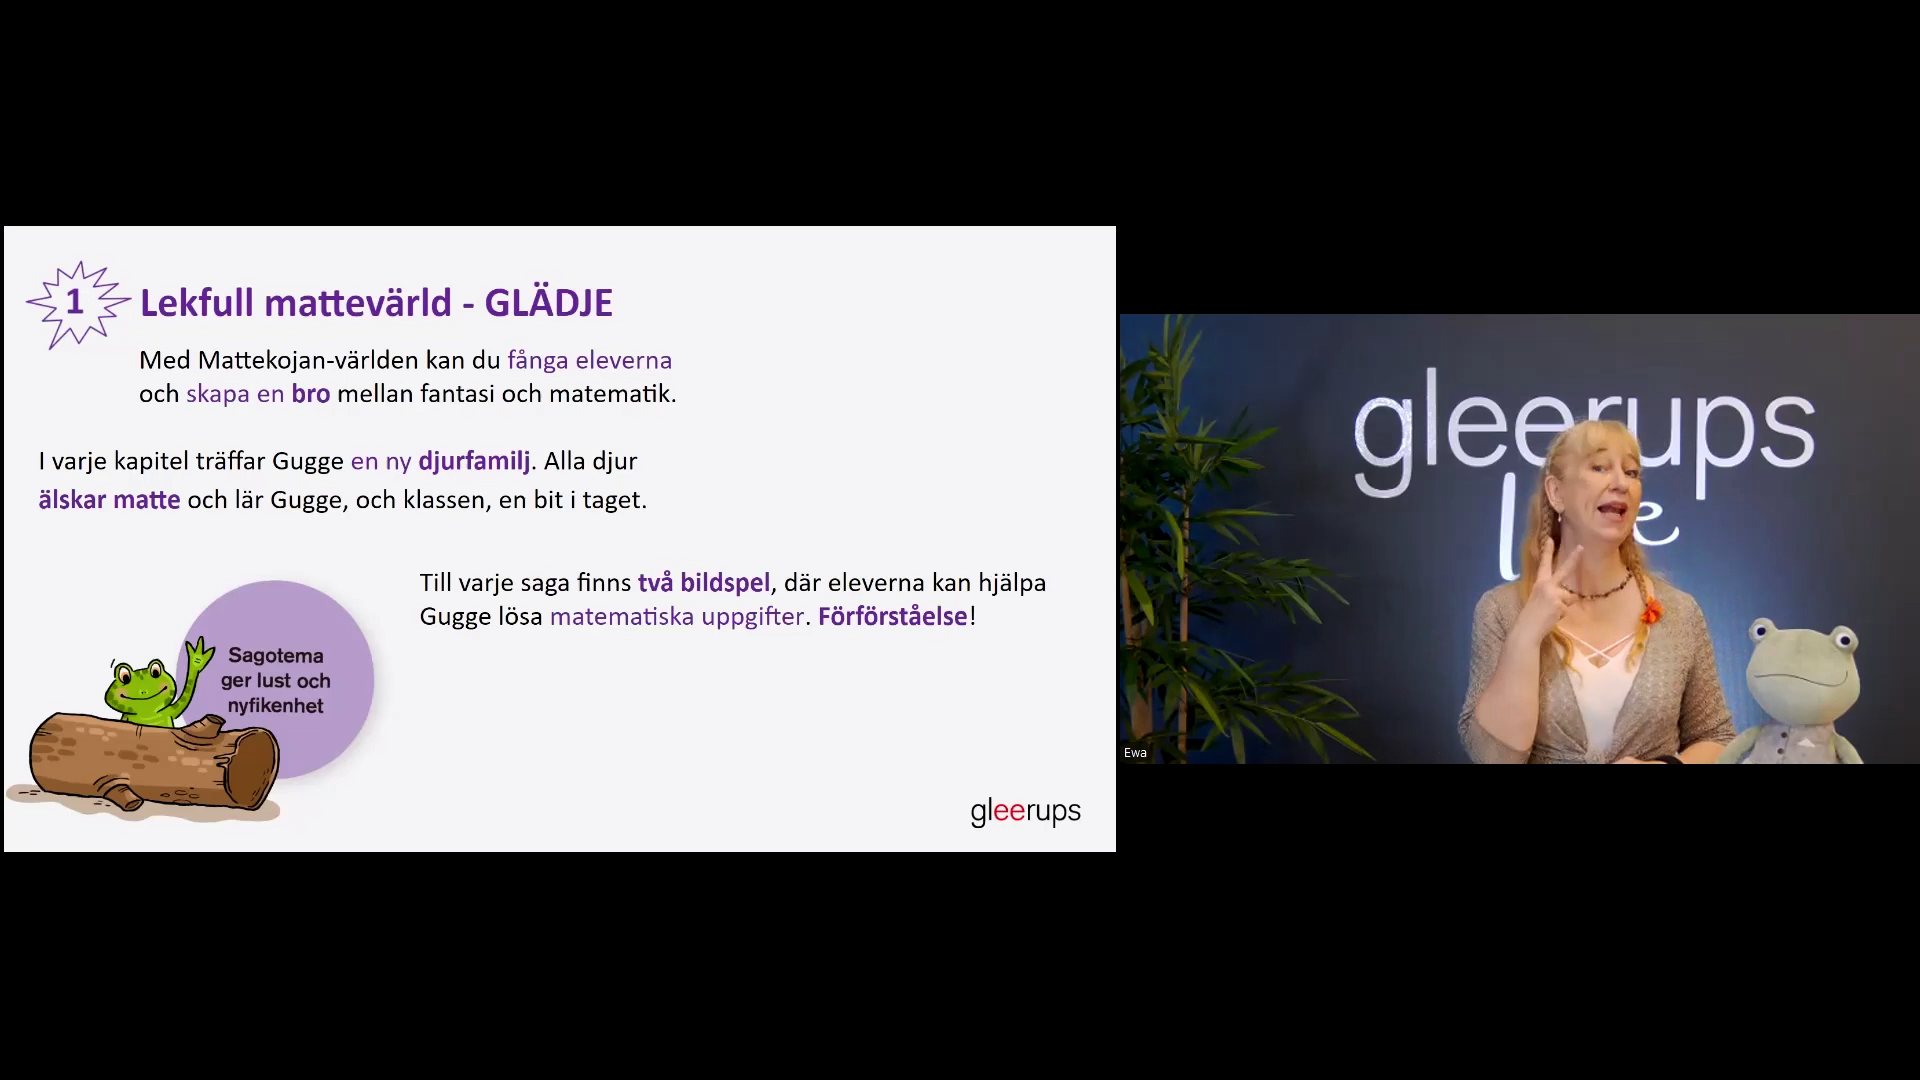 1
Lekfull mattevärld - GLÄDJE
Med Mattekojan-världen kan du fånga eleverna
och skapa en bro mellan fantasi och matematik.
I varje kapitel träffar Gugge en ny djurfamilj. Alla djur
älskar matte och lär Gugge, och klassen, en bit i taget.
Till varje saga finns två bildspel, där eleverna kan hjälpa
Gugge lösa matematiska uppgifter. Förförståelse!
Sagotema
ger lust och
nyfikenhet
gleerups
gleerups
Ewa